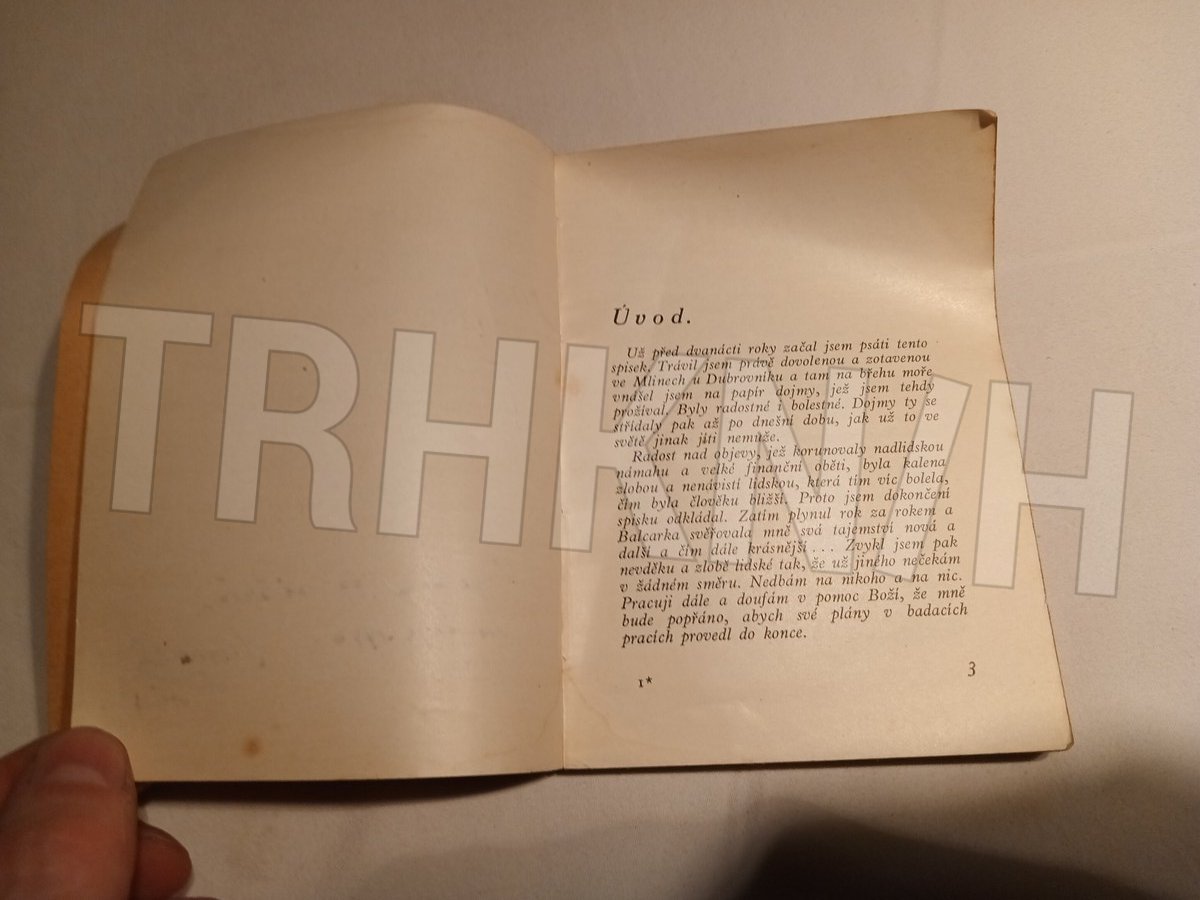 Úvod.
Už před dvanácti roky začal jsem psáti tento
spisek. Trávil jsem právě dovolenou a zotavenou
ve Mlinech u Dubrovníku a tam na břehu moře
vnášel jsem na papír dojmy, jež jsem tehdy
prožíval. Byly radostné i bolestné. Dojmy ty se
střídaly pak až po dnešní dobu, jak už to ve
světě jinak jíti nemuže.
Radost nad objevy, jež korunovaly nadlidskou
námahu a velké finanční oběti, byla kalena
zlobou a nenávistí lidskou, která tím víc bolela,
čím byla člověku bližší. Proto jsem dokončení
spisku odkládal. Zatím plynul rok za rokem a
Balcarka svěřovala mně svá tajemství nová a
další a čím dále krásnější... Zvykl jsem pak
nevděku a zlobě lidské tak, že už jiného nečekám
v žádném směru. Nedbám na nikoho a na nic.
Pracuji dále a doufám v pomoc Boží, že mně
bude popřáno, abych své plány v badacích
pracích provedl do konce.
1*
3